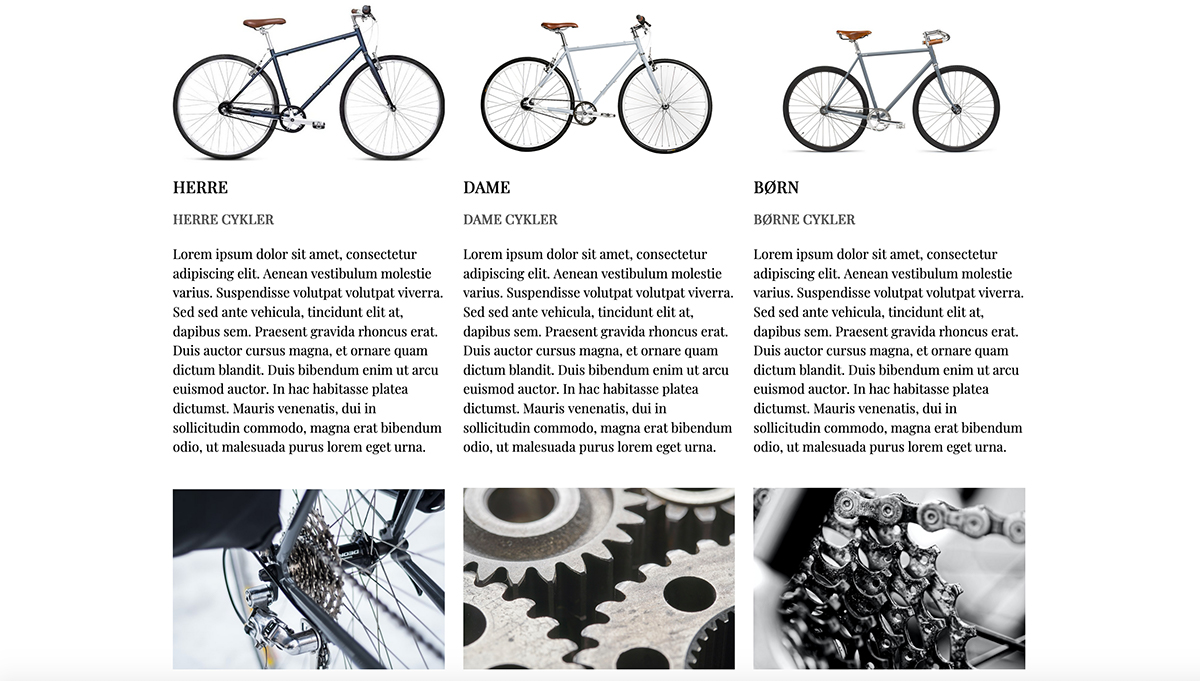 HERRE
HERRE CYKLER
Lorem ipsum dolor sit amet, consectetur
adipiscing elit. Aenean vestibulum molestie
varius. Suspendisse volutpat volutpat viverra.
Sed sed ante vehicula, tincidunt elit at,
dapibus sem. Praesent gravida rhoncus erat.
Duis auctor cursus magna, et ornare quam
dictum blandit. Duis bibendum enim ut arcu
euismod auctor. In hac habitasse platea
dictumst. Mauris venenatis, dui in
sollicitudin commodo, magna erat bibendum
odio, ut malesuada purus lorem eget urna.
DAME
DAME CYKLER
Lorem ipsum dolor sit amet, consectetur
adipiscing elit. Aenean vestibulum molestie
varius. Suspendisse volutpat volutpat viverra.
Sed sed ante vehicula, tincidunt elit at,
dapibus sem. Praesent gravida rhoncus erat.
Duis auctor cursus magna, et ornare quam
dictum blandit. Duis bibendum enim ut arcu
euismod auctor. In hac habitasse platea
dictumst. Mauris venenatis, dui in
sollicitudin commodo, magna erat bibendum
odio, ut malesuada purus lorem eget urna.
BØRN
BØRNE CYKLER
Lorem ipsum dolor sit amet, consectetur
adipiscing elit. Aenean vestibulum molestie
varius. Suspendisse volutpat volutpat viverra.
Sed sed ante vehicula, tincidunt elit at,
dapibus sem. Praesent gravida rhoncus erat.
Duis auctor cursus magna, et ornare quam
dictum blandit. Duis bibendum enim ut arcu
euismod auctor. In hac habitasse platea
dictumst. Mauris venenatis, dui in
sollicitudin commodo, magna erat bibendum
odio, ut malesuada purus lorem eget urna.